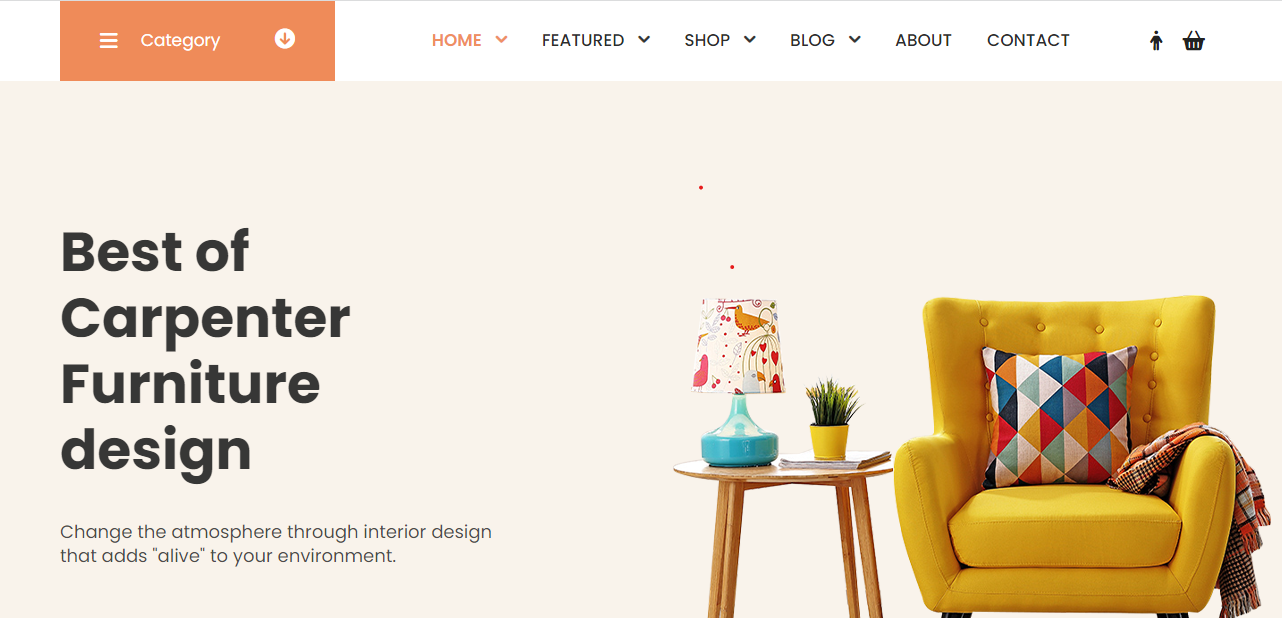 Category
HOME
FEATURED
SHOP
BLOG
ABOUT
CONTACT
Best of
Carpenter
Furniture
design
Change the atmosphere through interior design
that adds "alive" to your environment.